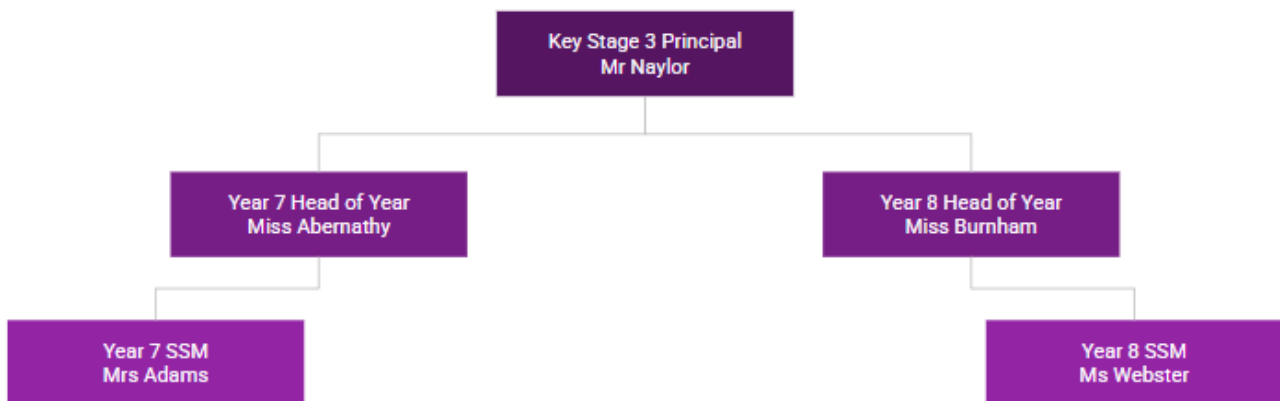 Key Stage 3 Principal
Mr Naylor
Year 7 Head of Year
Miss Abernathy
Year 8 Head of Year
Miss Burnham
Year 7 SSM
Mrs Adams
Year 8 SSM
Ms Webster